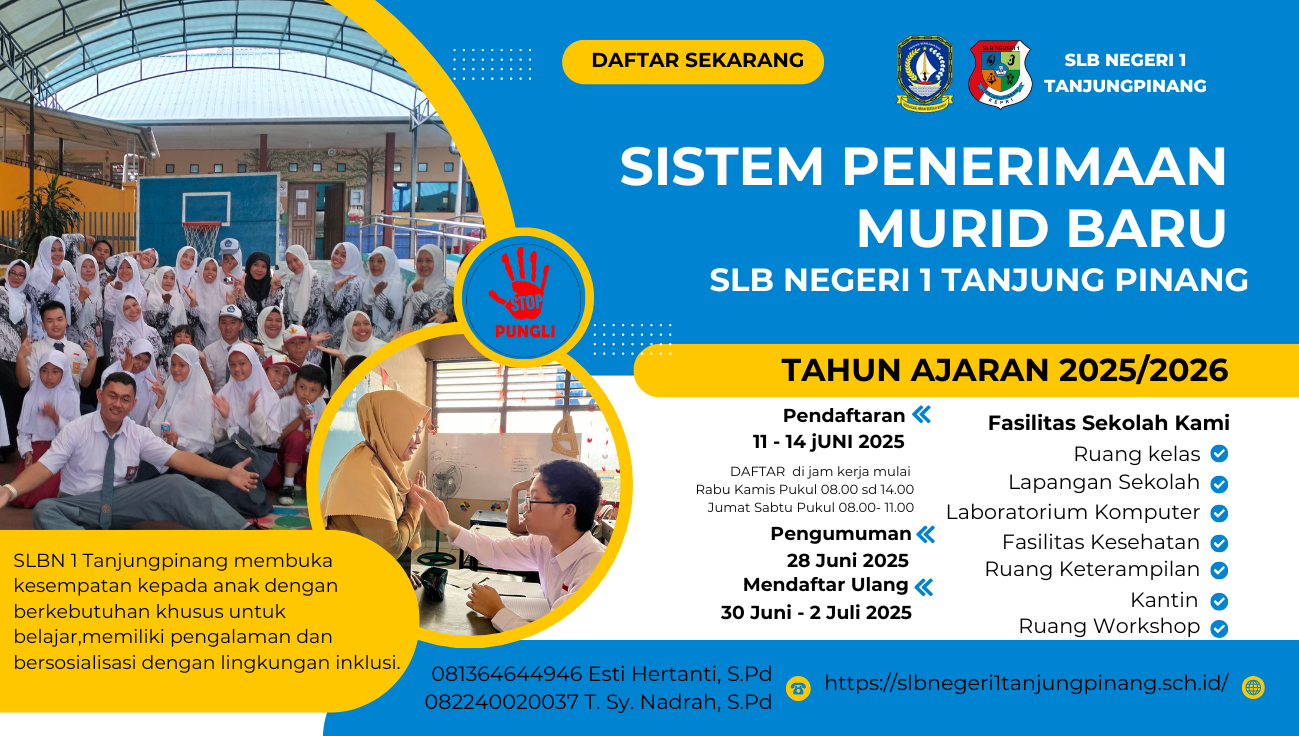 DAFTAR SEKARANG
SLB NEGERI 1
TANJUNGPINANG
SLB NEGERI 1
KEPRI
SISTEM PENERIMAAN
MURID BARU
SLB NEGERI 1 TANJUNG PINANG
STOP
PUNGLI
TAHUN AJARAN 2025/2026
Pendaftaran
11 - 14 jUNI 2025
DAFTAR di jam kerja mulai
Rabu Kamis Pukul 08.00 sd 14.00
Jumat Sabtu Pukul 08.00- 11.00
Pengumuman
28 Juni 2025
Mendaftar Ulang
30 Juni - 2 Juli 2025
Fasilitas Sekolah Kami
Ruang kelas
Lapangan Sekolah
Laboratorium Komputer
Fasilitas Kesehatan
Ruang Keterampilan
Kantin
Ruang Workshop
SLBN 1 Tanjungpinang membuka
kesempatan kepada anak dengan
berkebutuhan khusus untuk
belajar,memiliki pengalaman dan
bersosialisasi dengan lingkungan inklusi.
081364644946 Esti Hertanti, S.Pd
082240020037 T. Sy. Nadrah, S.Pd
https://slbnegeri1tanjungpinang.sch.id/